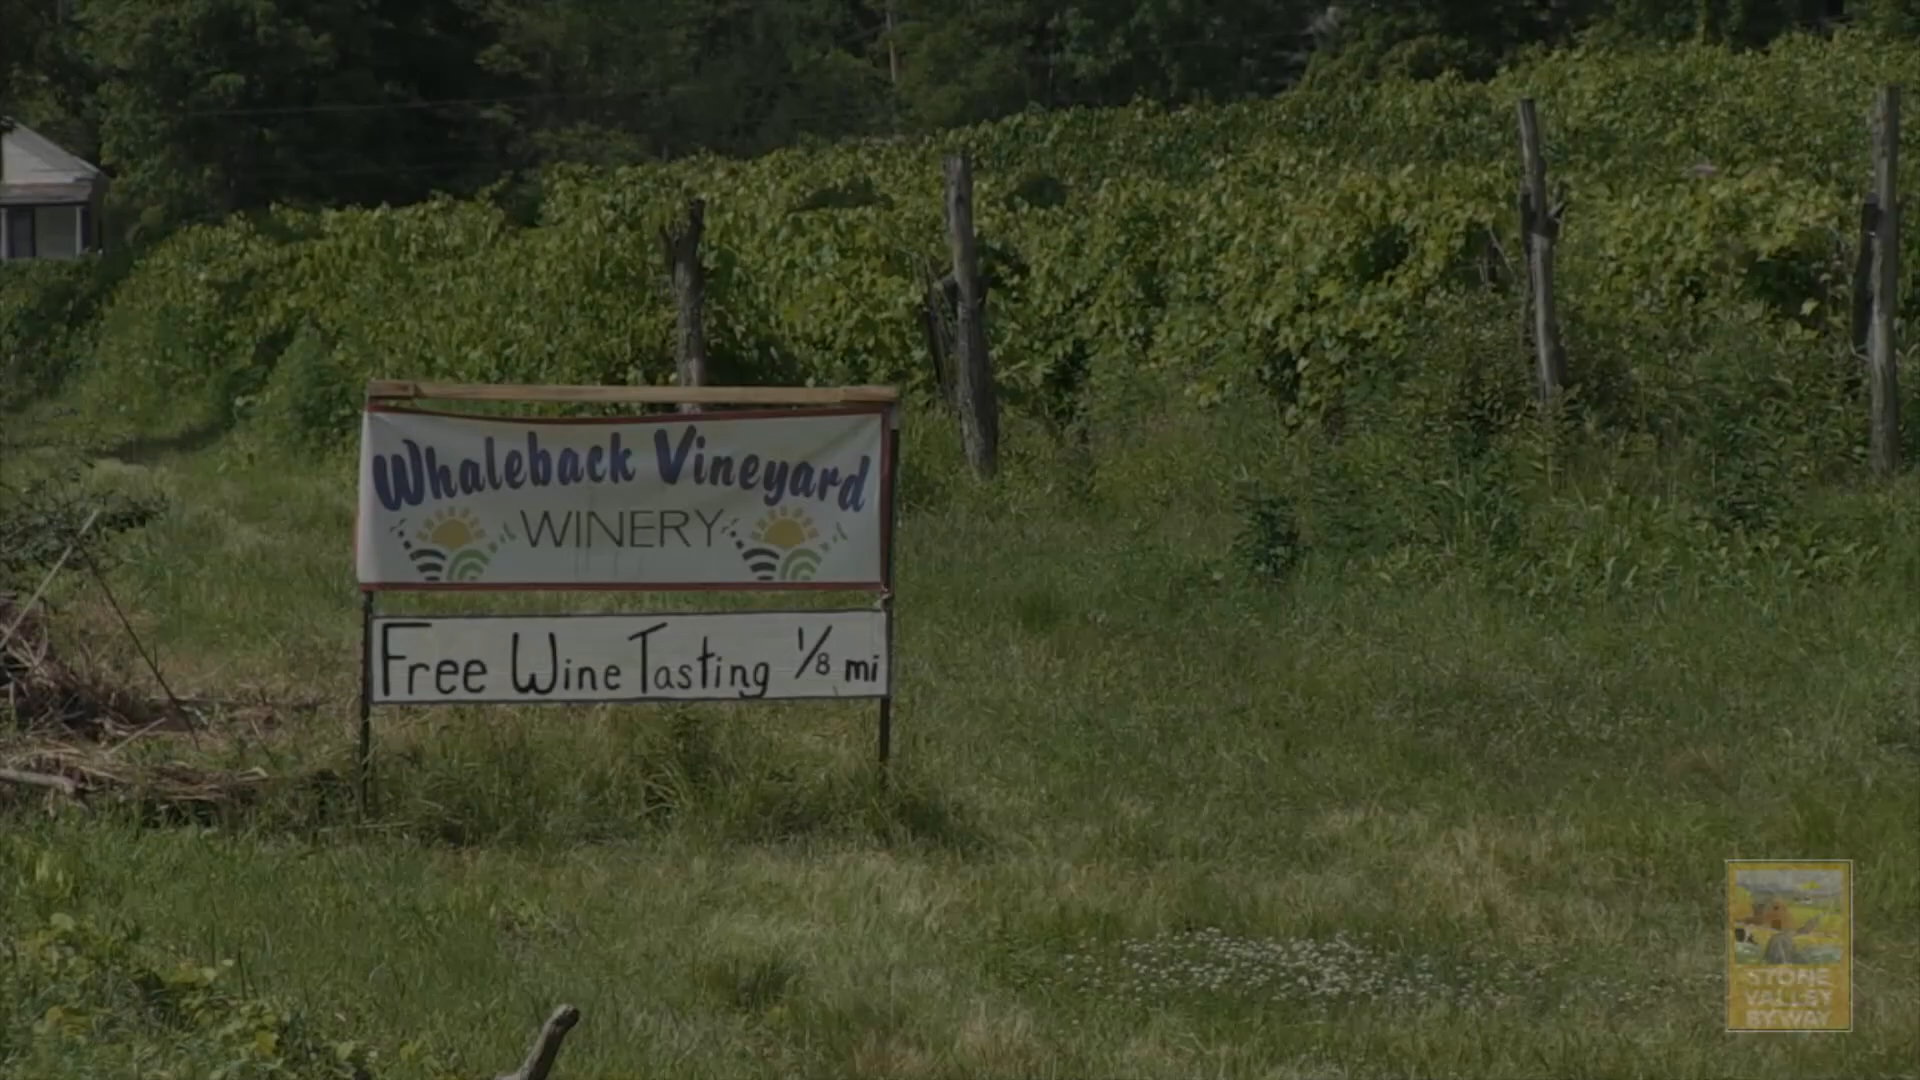 Whaleback Vineyard
WINERY
Free Wine Tasting 1/8 mi
STONE
VALLEY
BYWAY